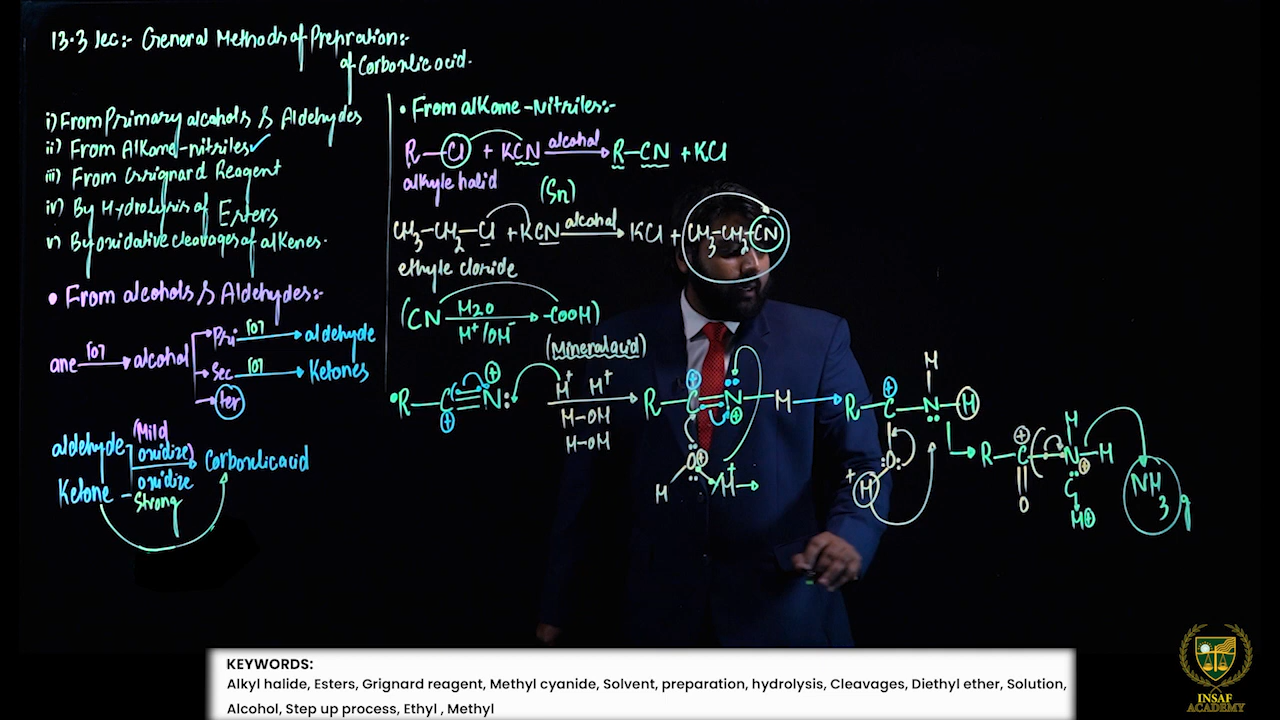 13.3 lec:- General Methods of Prepration:-
of Carboxlic acid.
i) From Primary alcohols & Aldehydes
ii) From Alkane-nitriles ✓
iii) From Grignard Reagent
iv) By Hydrolysis of Esters
v) By oxidative cleavages of alkenes.
• From alcohols & Aldehydes:-
ane [O] alcohol
Pri [O] aldehyde
Sec [O] Ketones
ter
aldehyde (Mild oxidize) Carboxlic acid
Ketone - oxidize Strong
• From alkane-Nitriles:-
R-Cl + KCN alcohal R-CN + KCl
alkyle halid
(Sn)
CH3-CH2-Cl + KCN alcohal KCl + CH3-CH2-CN
ethyle cloride
(CN H2O H+/OH- -COOH)
(Mineral acid)
R-C≡N: H+ H+ R-C=N-H R-C-N-H
H-OH
H-OH
H
R-C-N-H
O
H
NH3 g
KEYWORDS:
Alkyl halide, Esters, Grignard reagent, Methyl cyanide, Solvent, preparation, hydrolysis, Cleavages, Diethyl ether, Solution,
Alcohol, Step up process, Ethyl , Methyl
INSAF
ACADEMY